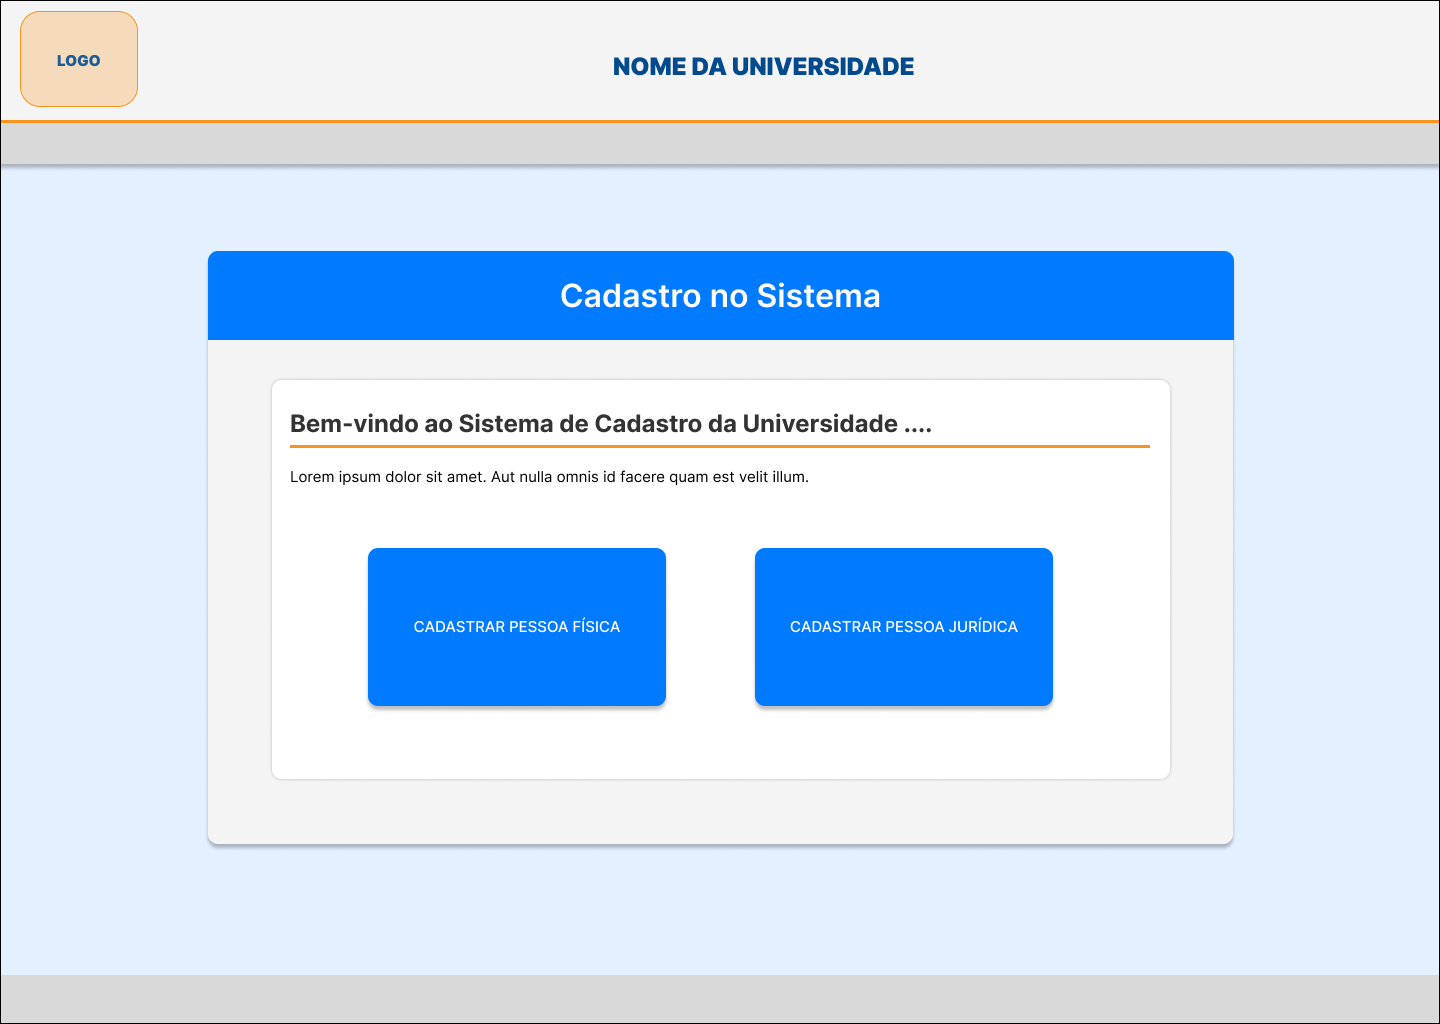 LOGO
NOME DA UNIVERSIDADE
Cadastro no Sistema
Bem-vindo ao Sistema de Cadastro da Universidade ....
Lorem ipsum dolor sit amet. Aut nulla omnis id facere quam est velit illum.
CADASTRAR PESSOA FÍSICA
CADASTRAR PESSOA JURÍDICA